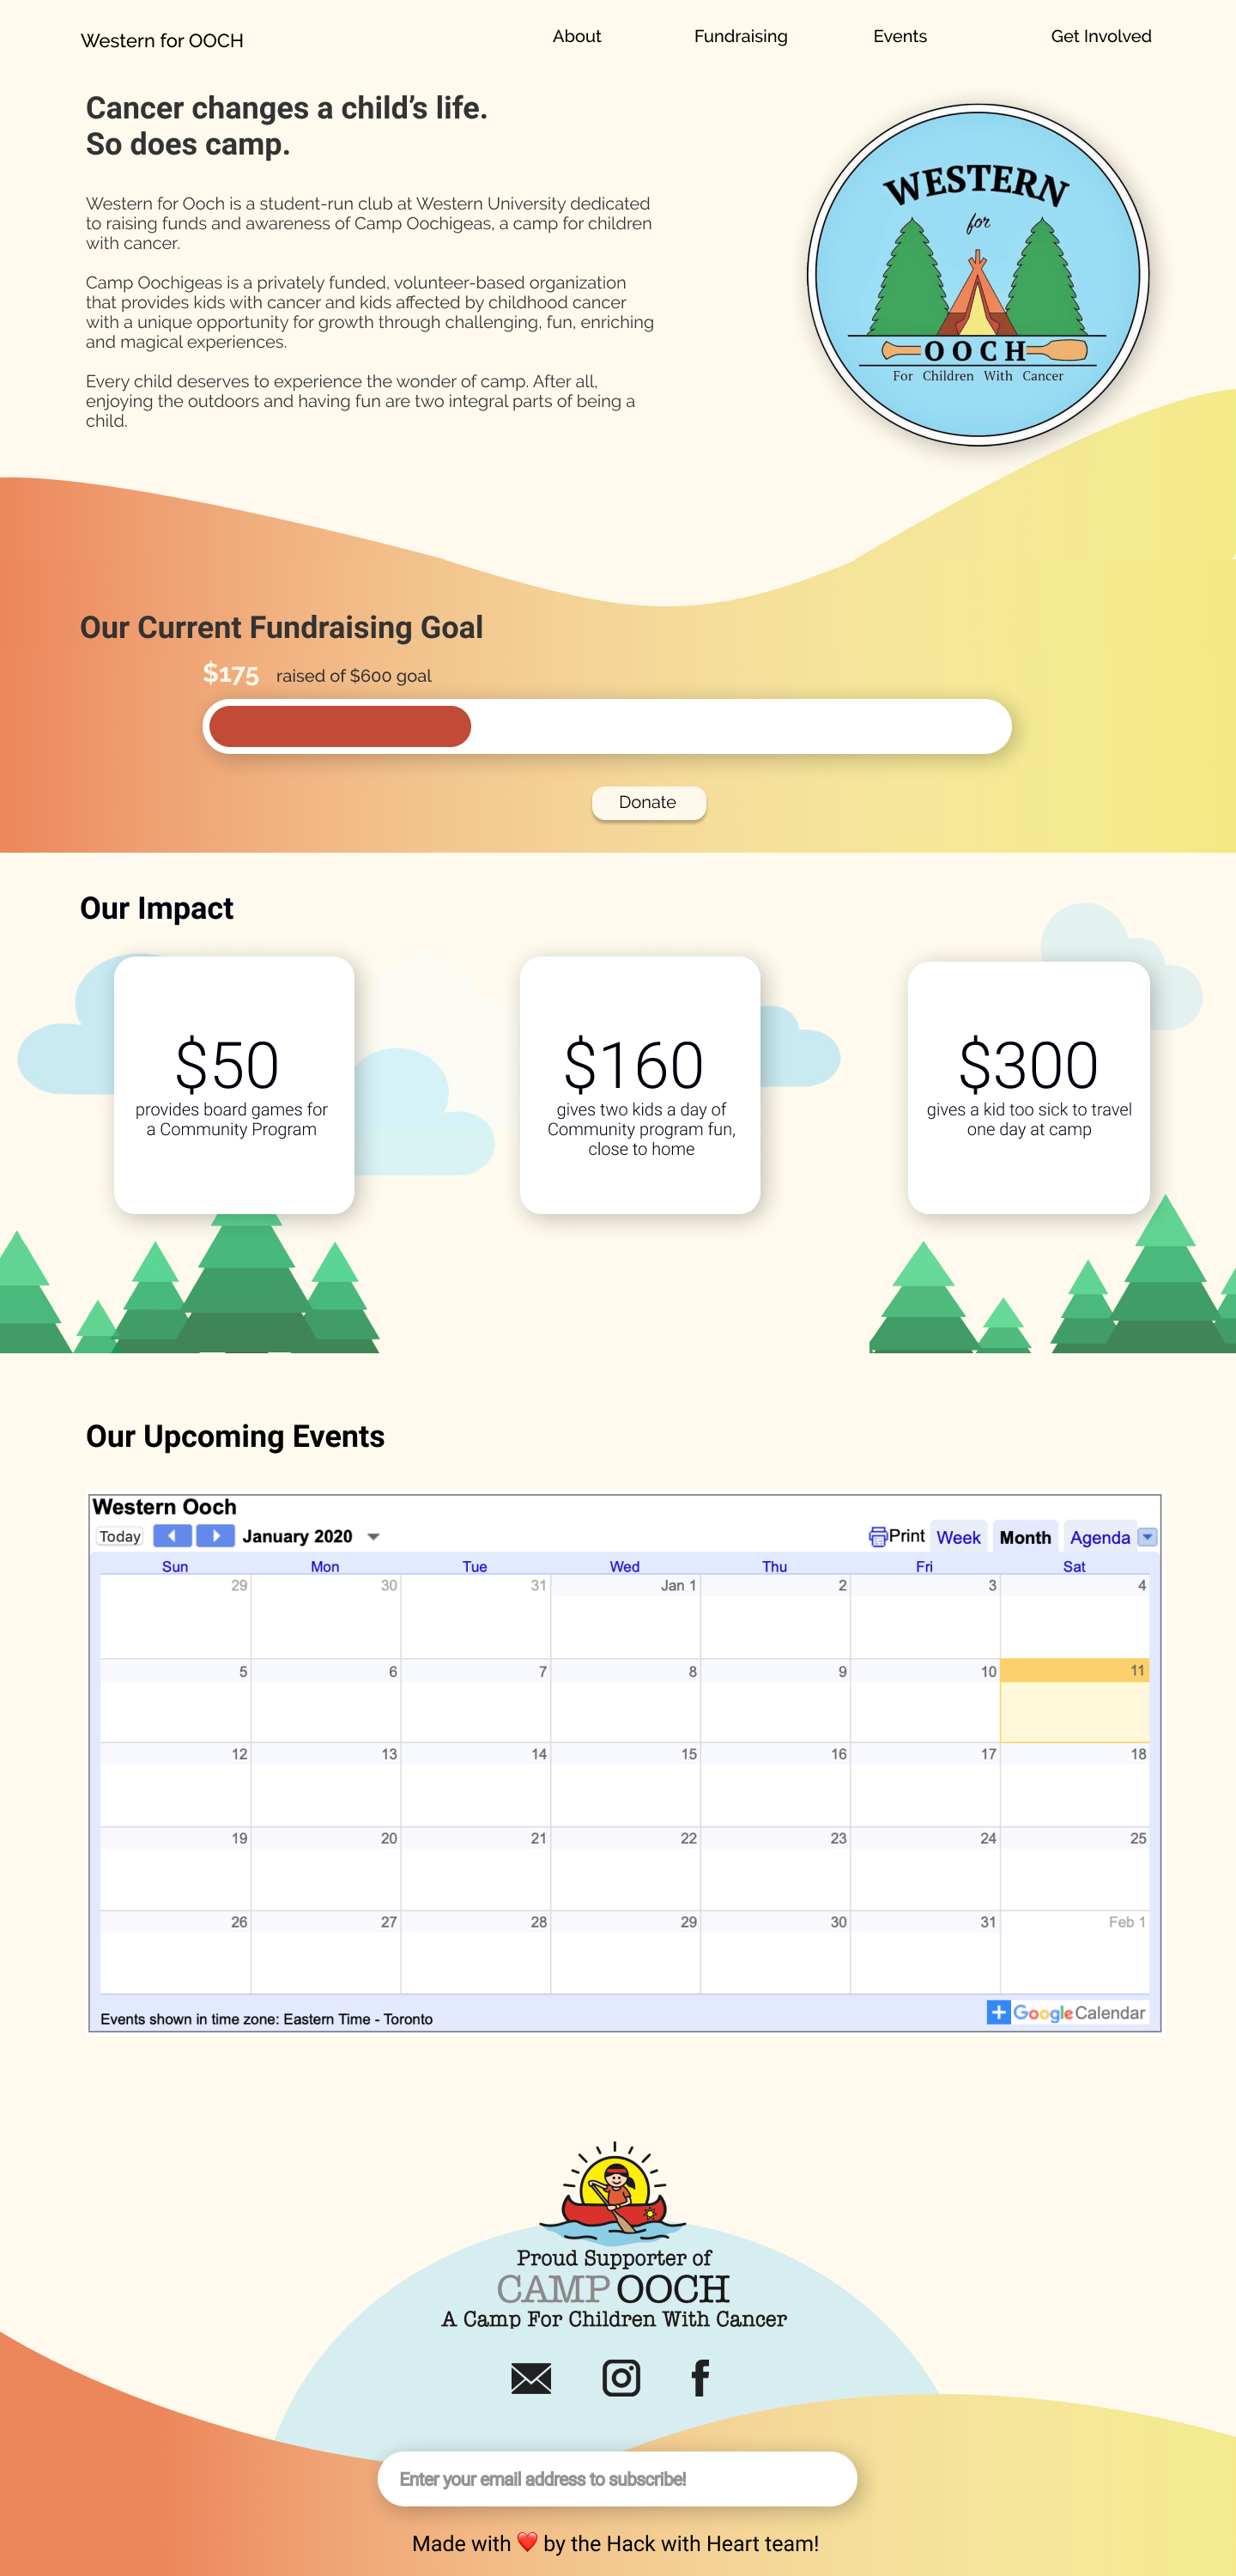 Western for OOCH
About
Fundraising
Events
Get Involved
Cancer changes a child’s life.
So does camp.
Western for Ooch is a student-run club at Western University dedicated
to raising funds and awareness of Camp Oochigeas, a camp for children
with cancer.
Camp Oochigeas is a privately funded, volunteer-based organization
that provides kids with cancer and kids affected by childhood cancer
with a unique opportunity for growth through challenging, fun, enriching
and magical experiences.
Every child deserves to experience the wonder of camp. After all,
enjoying the outdoors and having fun are two integral parts of being a
child.
WESTERN
for
OOCH
For Children With Cancer
Our Current Fundraising Goal
$175 raised of $600 goal
Donate
Our Impact
$50
provides board games for
a Community Program
$160
gives two kids a day of
Community program fun,
close to home
$300
gives a kid too sick to travel
one day at camp
Our Upcoming Events
Western Ooch
Today
January 2020
Print
Week
Month
Agenda
Sun Mon Tue Wed Thu Fri Sat
29 30 31 Jan 1 2 3 4
5 6 7 8 9 10 11
12 13 14 15 16 17 18
19 20 21 22 23 24 25
26 27 28 29 30 31 Feb 1
Events shown in time zone: Eastern Time - Toronto
Google Calendar
Proud Supporter of
CAMP OOCH
A Camp For Children With Cancer
Enter your email address to subscribe!
Made with ❤️ by the Hack with Heart team!